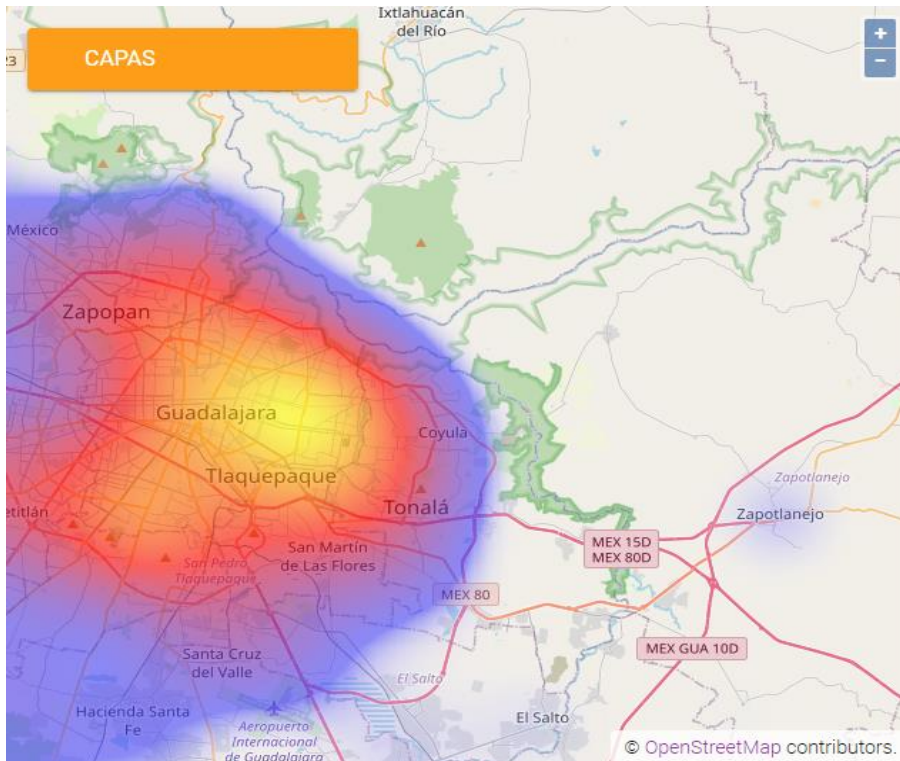 Ixtlahuacán
del Río
23
CAPAS
+
−
México
Zapopan
Guadalajara
Coyula
Tlaquepaque
Zapotlanejo
Tonalá
Zapotlanejo
MEX 15D
MEX 80D
San Martín
de Las Flores
San Pedro
Tlaquepaque
MEX 80
MEX GUA 10D
Santa Cruz
del Valle
El Salto
Hacienda Santa
Fe
El Salto
Aeropuerto
Internacional
de Guadalajara
© OpenStreetMap contributors.